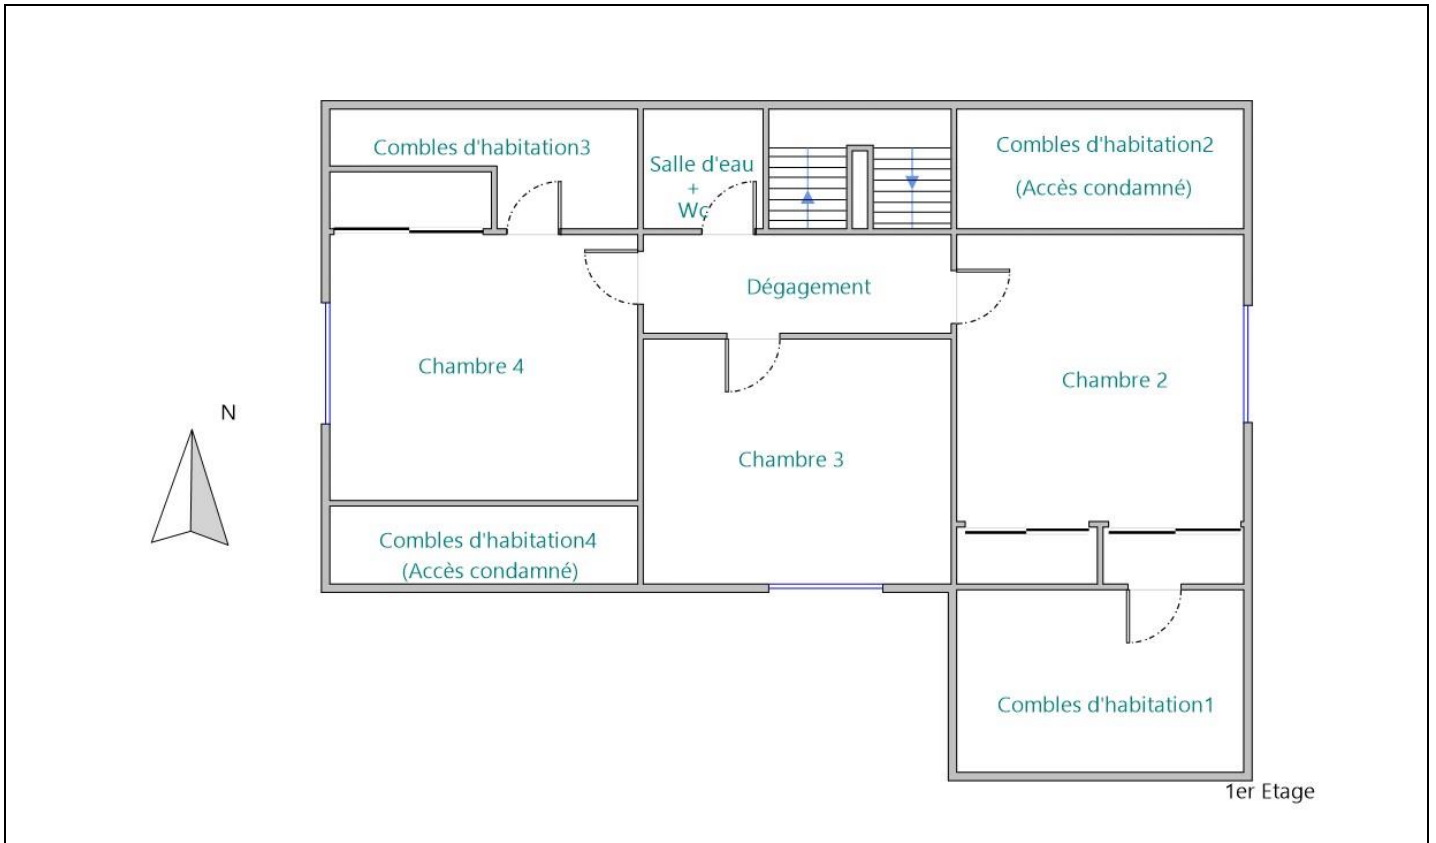 Combles d'habitation3
Salle d'eau
+
Wc
Combles d'habitation2
(Accès condamné)
Dégagement
Chambre 4
Chambre 2
N
Chambre 3
Combles d'habitation4
(Accès condamné)
Combles d'habitation1
1er Etage